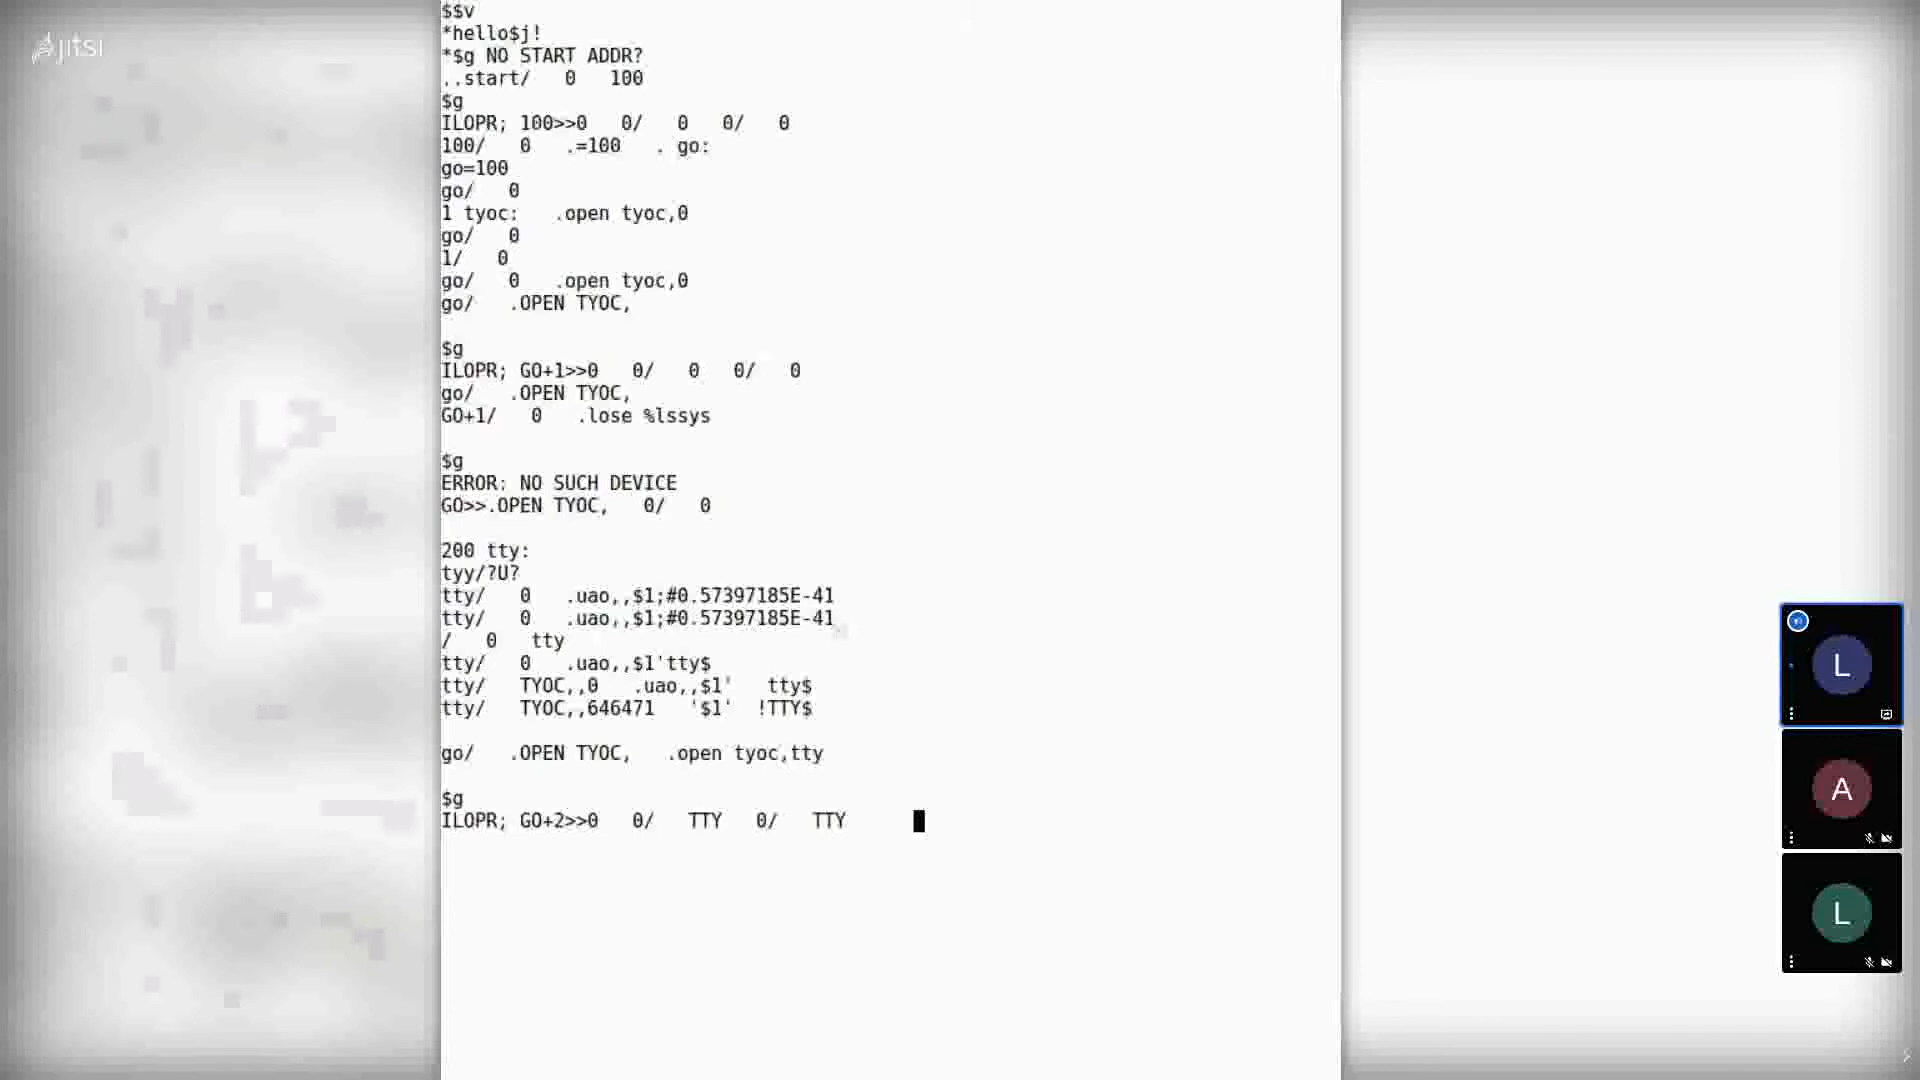 jitsi
$$v
*hello$j!
*$g NO START ADDR?
..start/   0   100
$g
ILOPR; 100>>0   0/   0   0/   0
100/   0   .=100   . go:
go=100
go/   0
1 tyoc:   .open tyoc,0
go/   0
1/   0
go/   0   .open tyoc,0
go/   .OPEN TYOC,
$g
ILOPR; GO+1>>0   0/   0   0/   0
go/   .OPEN TYOC,
GO+1/   0   .lose %lssys
$g
ERROR: NO SUCH DEVICE
GO>>.OPEN TYOC,   0/   0
200 tty:
tyy/?U?
tty/   0   .uao,,$1;#0.57397185E-41
tty/   0   .uao,,$1;#0.57397185E-41
/   0   tty
tty/   0   .uao,,$1'tty$
tty/   TYOC,,0   .uao,,$1'   tty$
tty/   TYOC,,646471   '$1'  !TTY$
go/   .OPEN TYOC,   .open tyoc,tty
$g
ILOPR; GO+2>>0   0/   TTY   0/   TTY
L
A
L